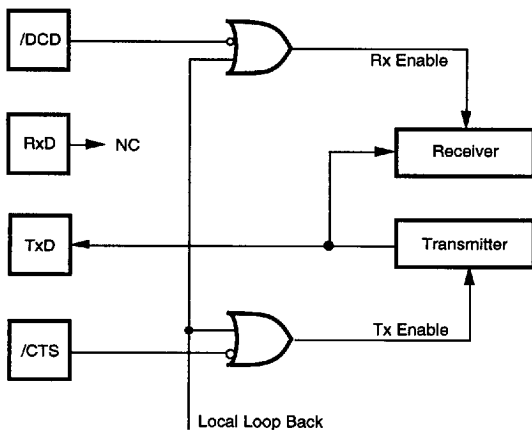 /DCD
Rx Enable
RxD
NC
Receiver
TxD
Transmitter
/CTS
Tx Enable
Local Loop Back